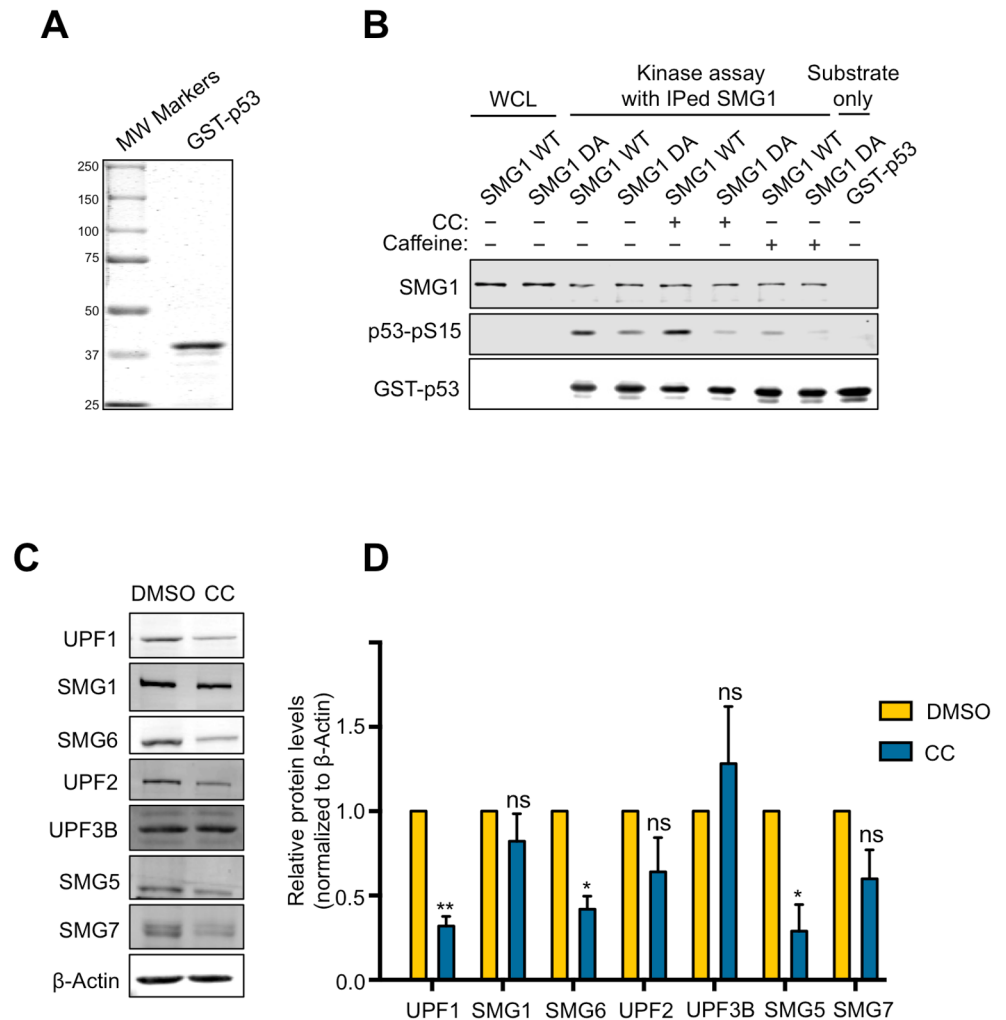 A
MW Markers
GST-p53
250
150
100
75
50
37
25
B
WCL
Kinase assay
with IPed SMG1
Substrate
only
SMG1 WT
SMG1 DA
SMG1 WT
SMG1 DA
SMG1 WT
SMG1 DA
SMG1 WT
SMG1 DA
GST-p53
CC: – – – – + + – – –
Caffeine: – – – – – – + + –
SMG1
p53-pS15
GST-p53
C
DMSO CC
UPF1
SMG1
SMG6
UPF2
UPF3B
SMG5
SMG7
β-Actin
D
Relative protein levels
(normalized to β-Actin)
1.5
1.0
0.5
0.0
**
ns
*
ns
ns
*
ns
UPF1 SMG1 SMG6 UPF2 UPF3B SMG5 SMG7
DMSO
CC